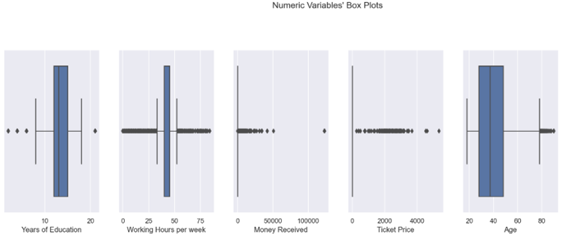 Numeric Variables' Box Plots
10 20
0 25 50 75
0 50000 100000
0 2000 4000
20 40 60 80
Years of Education
Working Hours per week
Money Received
Ticket Price
Age